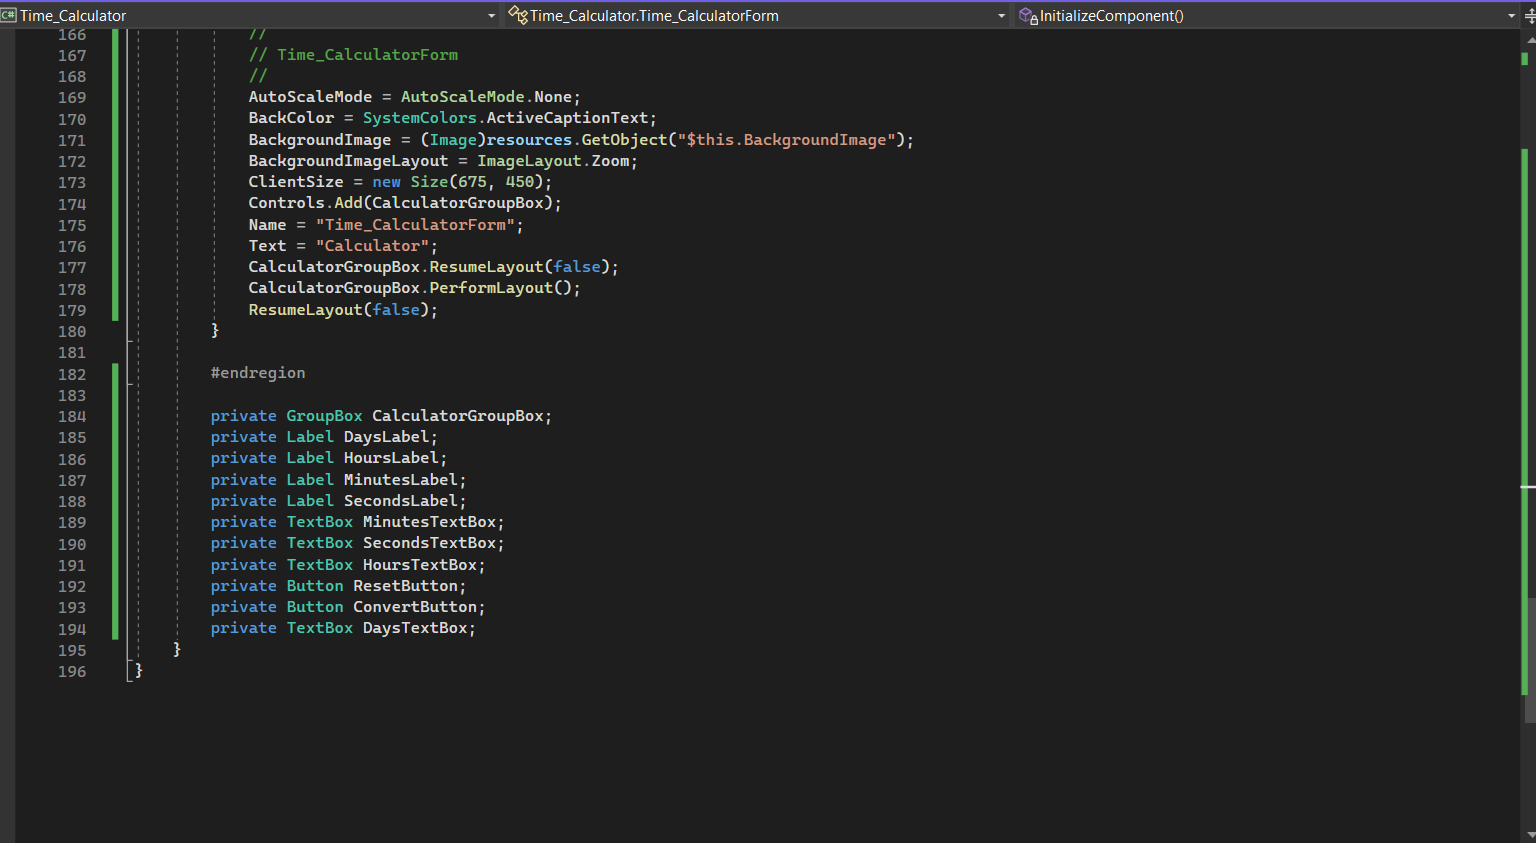 C# Time_Calculator
Time_Calculator.Time_CalculatorForm
InitializeComponent()
166 //
167 // Time_CalculatorForm
168 //
169 AutoScaleMode = AutoScaleMode.None;
170 BackColor = SystemColors.ActiveCaptionText;
171 BackgroundImage = (Image)resources.GetObject("$this.BackgroundImage");
172 BackgroundImageLayout = ImageLayout.Zoom;
173 ClientSize = new Size(675, 450);
174 Controls.Add(CalculatorGroupBox);
175 Name = "Time_CalculatorForm";
176 Text = "Calculator";
177 CalculatorGroupBox.ResumeLayout(false);
178 CalculatorGroupBox.PerformLayout();
179 ResumeLayout(false);
180 }
181
182 #endregion
183
184 private GroupBox CalculatorGroupBox;
185 private Label DaysLabel;
186 private Label HoursLabel;
187 private Label MinutesLabel;
188 private Label SecondsLabel;
189 private TextBox MinutesTextBox;
190 private TextBox SecondsTextBox;
191 private TextBox HoursTextBox;
192 private Button ResetButton;
193 private Button ConvertButton;
194 private TextBox DaysTextBox;
195 }
196 }